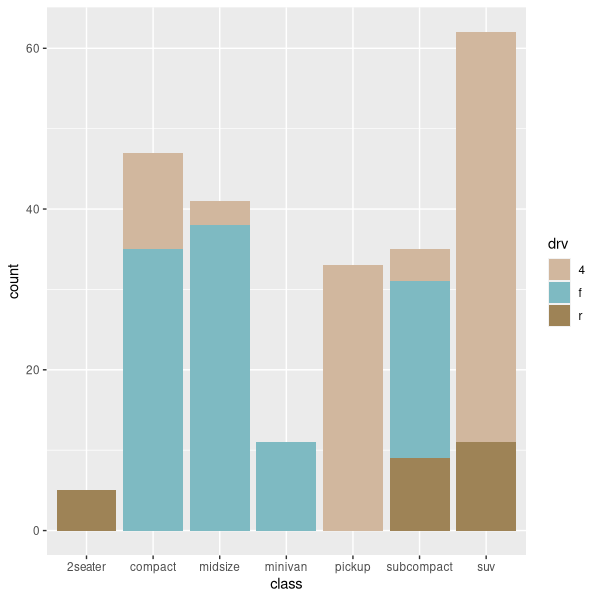 60
40
20
0
count
2seater compact midsize minivan pickup subcompact suv
class
drv
4
f
r